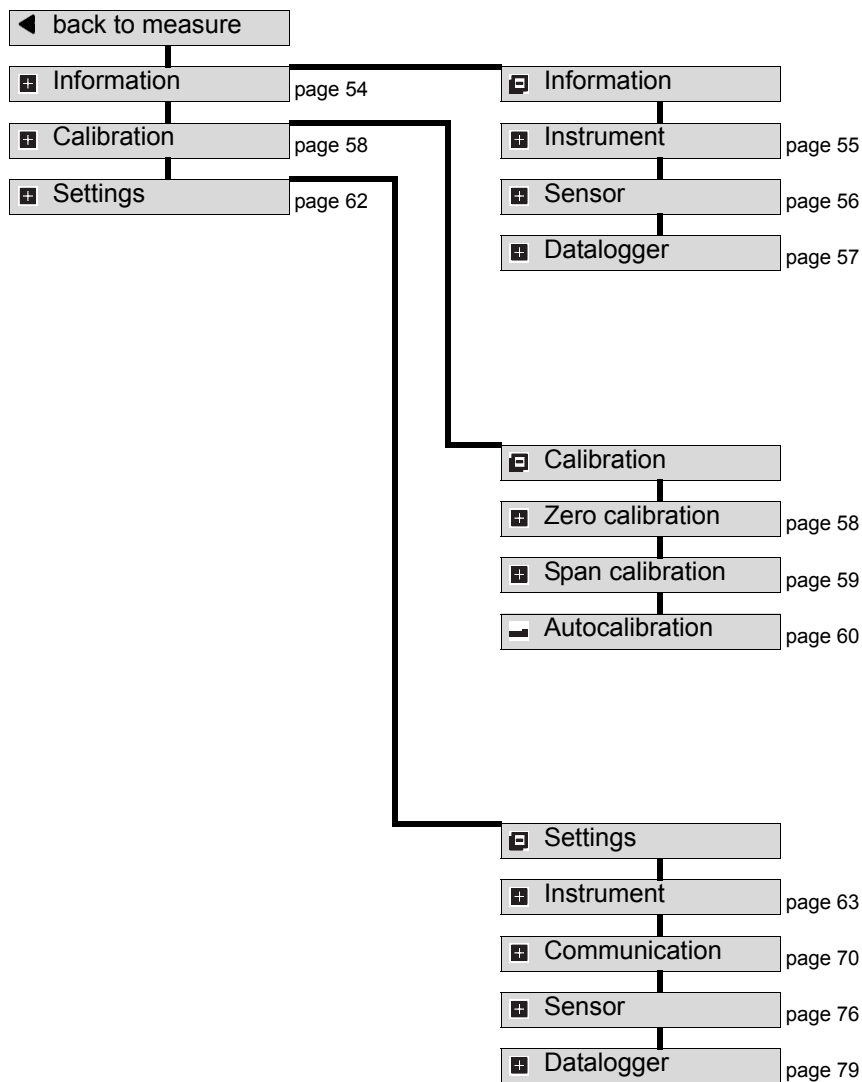 back to measure
Information
page 54
Calibration
page 58
Settings
page 62
Information
Instrument
page 55
Sensor
page 56
Datalogger
page 57
Calibration
Zero calibration
page 58
Span calibration
page 59
Autocalibration
page 60
Settings
Instrument
page 63
Communication
page 70
Sensor
page 76
Datalogger
page 79